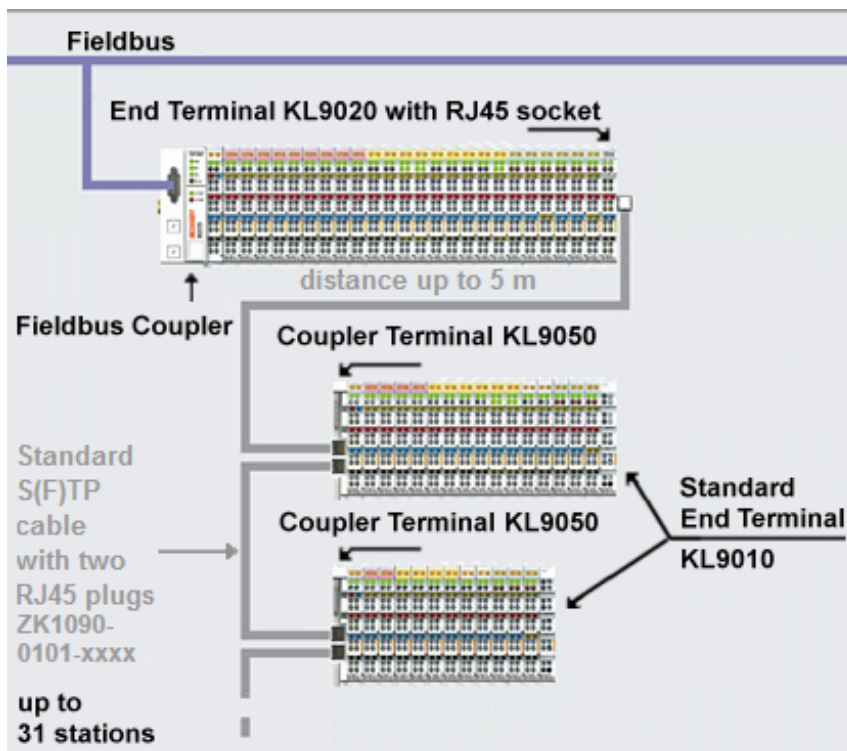 Fieldbus
End Terminal KL9020 with RJ45 socket
distance up to 5 m
Fieldbus Coupler
Coupler Terminal KL9050
Standard
S(F)TP
cable
with two
RJ45 plugs
ZK1090-
0101-xxxx
Standard
End Terminal
KL9010
Coupler Terminal KL9050
up to
31 stations